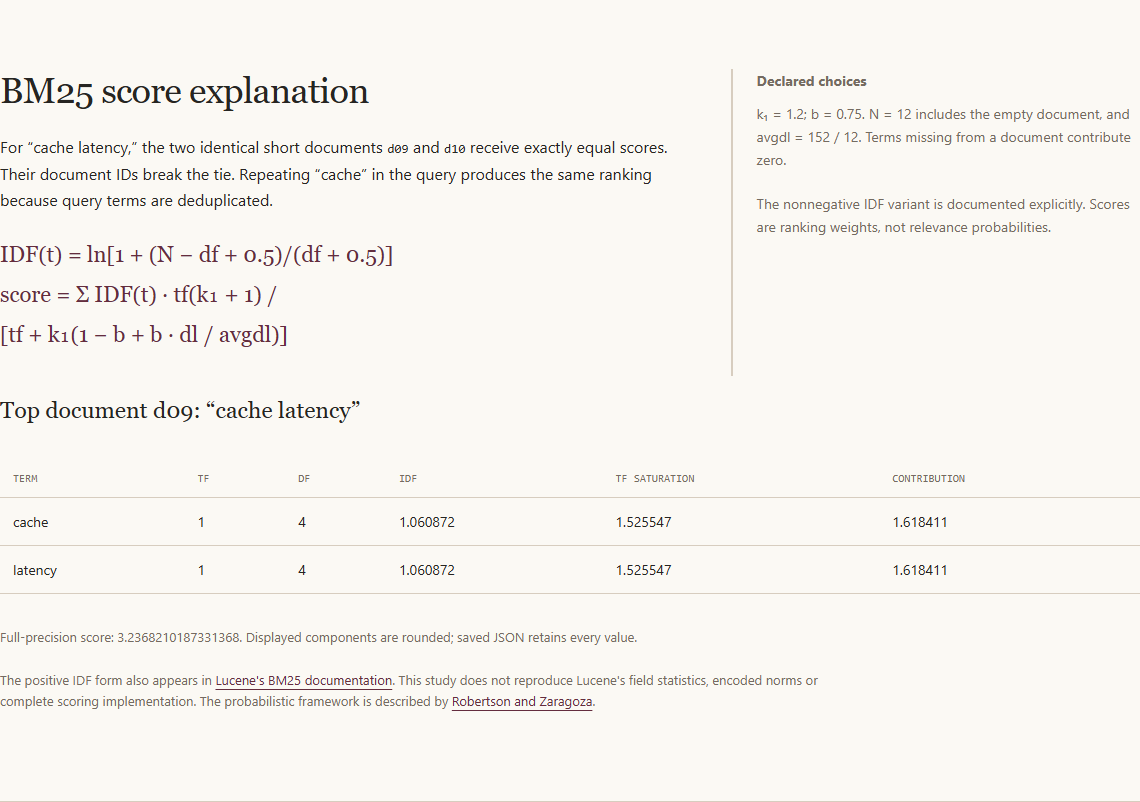 BM25 score explanation
For “cache latency,” the two identical short documents d09 and d10 receive exactly equal scores.
Their document IDs break the tie. Repeating “cache” in the query produces the same ranking
because query terms are deduplicated.
IDF(t) = ln[1 + (N − df + 0.5)/(df + 0.5)]
score = Σ IDF(t) · tf(k₁ + 1) /
[tf + k₁(1 − b + b · dl / avgdl)]
Declared choices
k₁ = 1.2; b = 0.75. N = 12 includes the empty document, and
avgdl = 152 / 12. Terms missing from a document contribute
zero.
The nonnegative IDF variant is documented explicitly. Scores
are ranking weights, not relevance probabilities.
Top document d09: “cache latency”
TERM TF DF IDF TF SATURATION CONTRIBUTION
cache 1 4 1.060872 1.525547 1.618411
latency 1 4 1.060872 1.525547 1.618411
Full-precision score: 3.2368210187331368. Displayed components are rounded; saved JSON retains every value.
The positive IDF form also appears in Lucene's BM25 documentation. This study does not reproduce Lucene's field statistics, encoded norms or
complete scoring implementation. The probabilistic framework is described by Robertson and Zaragoza.